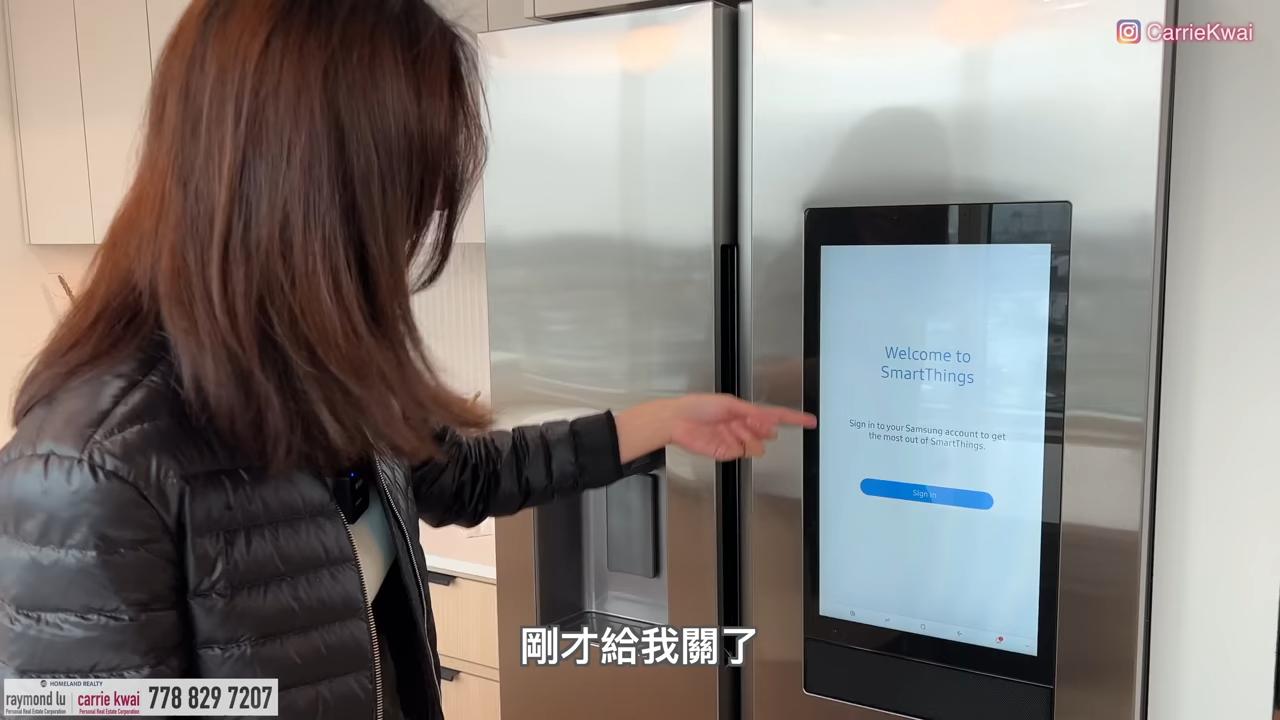 CarrieKwai
Welcome to
SmartThings
Sign in to your Samsung account to get
the most out of SmartThings.
Sign in
剛才給我關了
HOMELAND REALTY
raymond lu
Personal Real Estate Corporation
carrie kwai
Personal Real Estate Corporation
778 829 7207